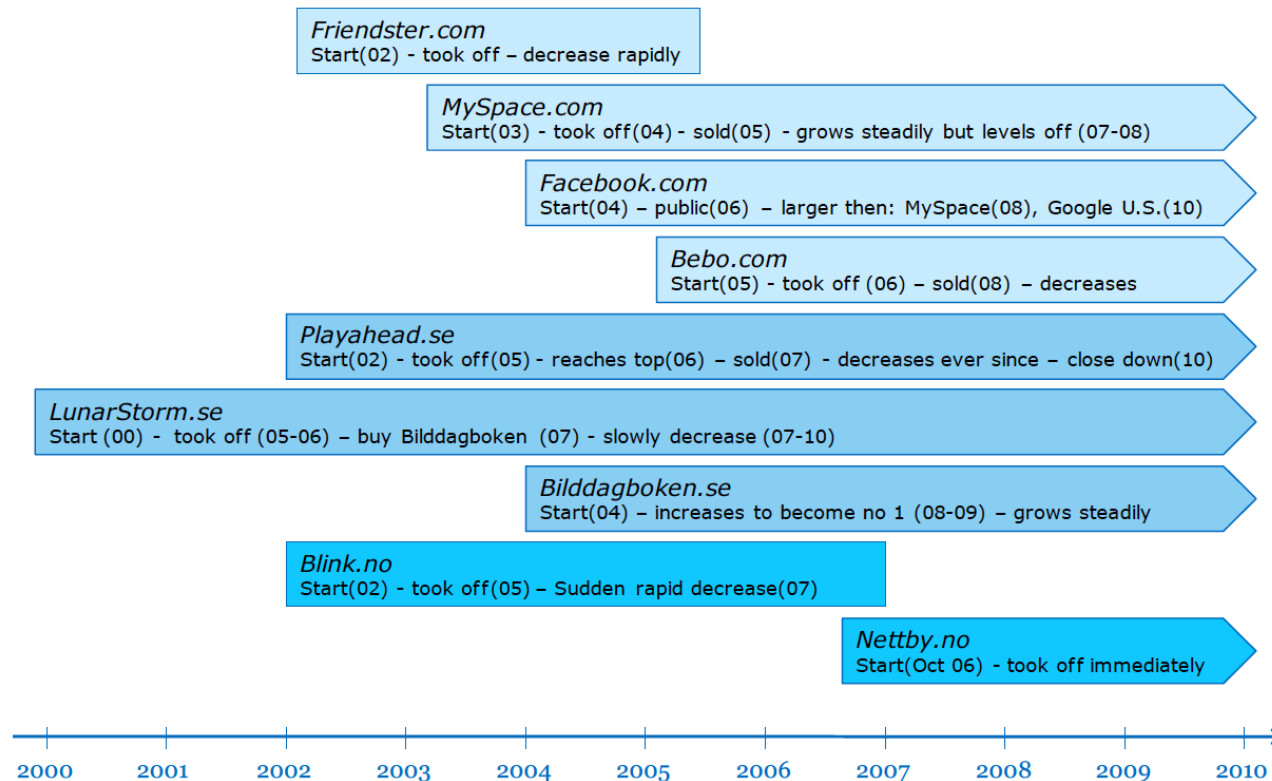 Friendster.com
Start(02) - took off – decrease rapidly
MySpace.com
Start(03) - took off(04) - sold(05) - grows steadily but levels off (07-08)
Facebook.com
Start(04) – public(06) – larger then: MySpace(08), Google U.S.(10)
Bebo.com
Start(05) - took off (06) – sold(08) – decreases
Playahead.se
Start(02) - took off(05) - reaches top(06) – sold(07) - decreases ever since – close down(10)
LunarStorm.se
Start (00) - took off (05-06) – buy Bilddagboken (07) - slowly decrease (07-10)
Bilddagboken.se
Start(04) – increases to become no 1 (08-09) – grows steadily
Blink.no
Start(02) - took off(05) – Sudden rapid decrease(07)
Nettby.no
Start(Oct 06) - took off immediately
2000 2001 2002 2003 2004 2005 2006 2007 2008 2009 2010